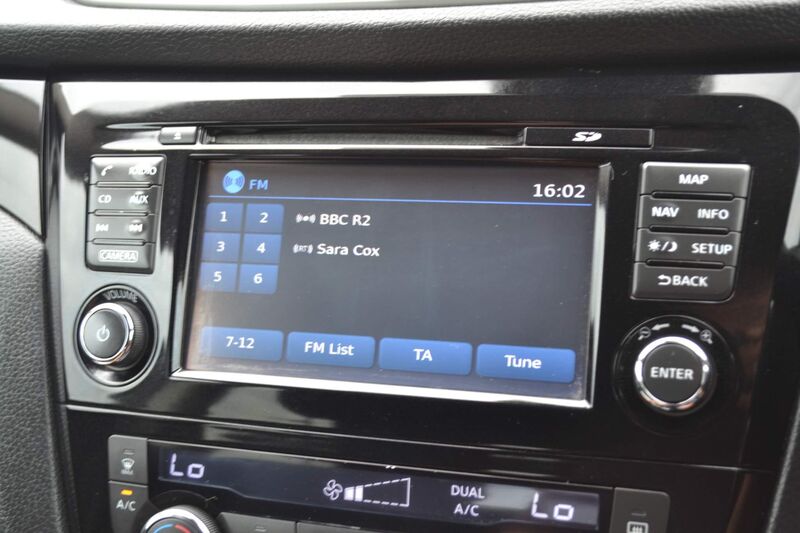 SD
RADIO
CD AUX
CAMERA
VOLUME
FM 16:02
1 2
3 4
5 6
BBC R2
(RT) Sara Cox
7-12 FM List TA Tune
MAP
NAV INFO
SETUP
BACK
ENTER
Lo
A/C
DUAL
A/C
Lo